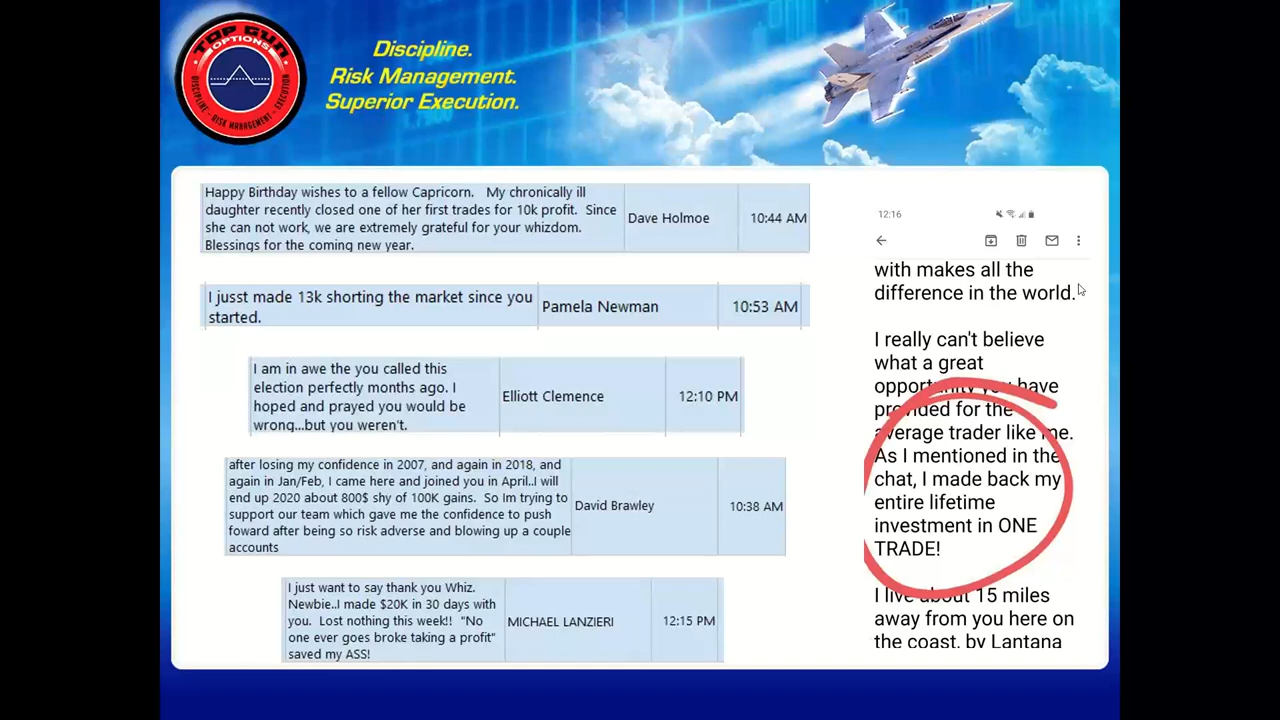 TOP GUN
OPTIONS
DISCIPLINE - RISK MANAGEMENT - EXECUTION
Discipline.
Risk Management.
Superior Execution.
Happy Birthday wishes to a fellow Capricorn. My chronically ill
daughter recently closed one of her first trades for 10k profit. Since
she can not work, we are extremely grateful for your whizdom.
Blessings for the coming new year.
Dave Holmoe
10:44 AM
I jusst made 13k shorting the market since you
started.
Pamela Newman
10:53 AM
I am in awe the you called this
election perfectly months ago. I
hoped and prayed you would be
wrong...but you weren't.
Elliott Clemence
12:10 PM
after losing my confidence in 2007, and again in 2018, and
again in Jan/Feb, I came here and joined you in April..I will
end up 2020 about 800$ shy of 100K gains. So Im trying to
support our team which gave me the confidence to push
foward after being so risk adverse and blowing up a couple
accounts
David Brawley
10:38 AM
I just want to say thank you Whiz.
Newbie..I made $20K in 30 days with
you. Lost nothing this week!! "No
one ever goes broke taking a profit"
saved my ASS!
MICHAEL LANZIERI
12:15 PM
12:16
with makes all the
difference in the world.
I really can't believe
what a great
opportunity you have
provided for the
average trader like me.
As I mentioned in the
chat, I made back my
entire lifetime
investment in ONE
TRADE!
I live about 15 miles
away from you here on
the coast, by Lantana